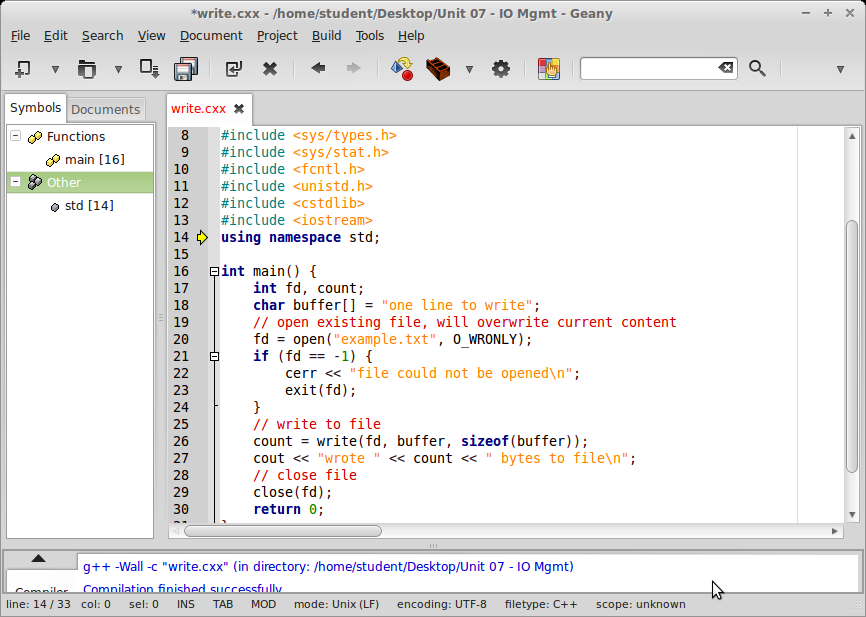 *write.cxx - /home/student/Desktop/Unit 07 - IO Mgmt - Geany
File Edit Search View Document Project Build Tools Help
Symbols Documents
Functions
main [16]
Other
std [14]
write.cxx
8 #include <sys/types.h>
9 #include <sys/stat.h>
10 #include <fcntl.h>
11 #include <unistd.h>
12 #include <cstdlib>
13 #include <iostream>
14 using namespace std;
15
16 int main() {
17     int fd, count;
18     char buffer[] = "one line to write";
19     // open existing file, will overwrite current content
20     fd = open("example.txt", O_WRONLY);
21     if (fd == -1) {
22         cerr << "file could not be opened\n";
23         exit(fd);
24     }
25     // write to file
26     count = write(fd, buffer, sizeof(buffer));
27     cout << "wrote " << count << " bytes to file\n";
28     // close file
29     close(fd);
30     return 0;
31 }
Compiler
g++ -Wall -c "write.cxx" (in directory: /home/student/Desktop/Unit 07 - IO Mgmt)
Compilation finished successfully.
line: 14 / 33 col: 0 sel: 0 INS TAB MOD mode: Unix (LF) encoding: UTF-8 filetype: C++ scope: unknown